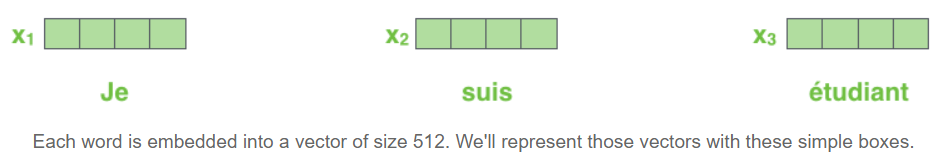 x1 x2 x3
Je suis étudiant
Each word is embedded into a vector of size 512. We'll represent those vectors with these simple boxes.